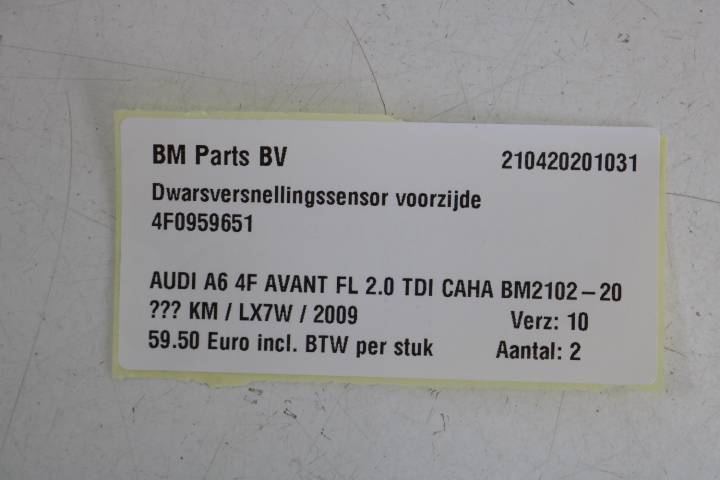 BM Parts BV 210420201031
Dwarsversnellingssensor voorzijde
4F0959651
AUDI A6 4F AVANT FL 2.0 TDI CAHA BM2102-20
??? KM / LX7W / 2009 Verz: 10
59.50 Euro incl. BTW per stuk Aantal: 2